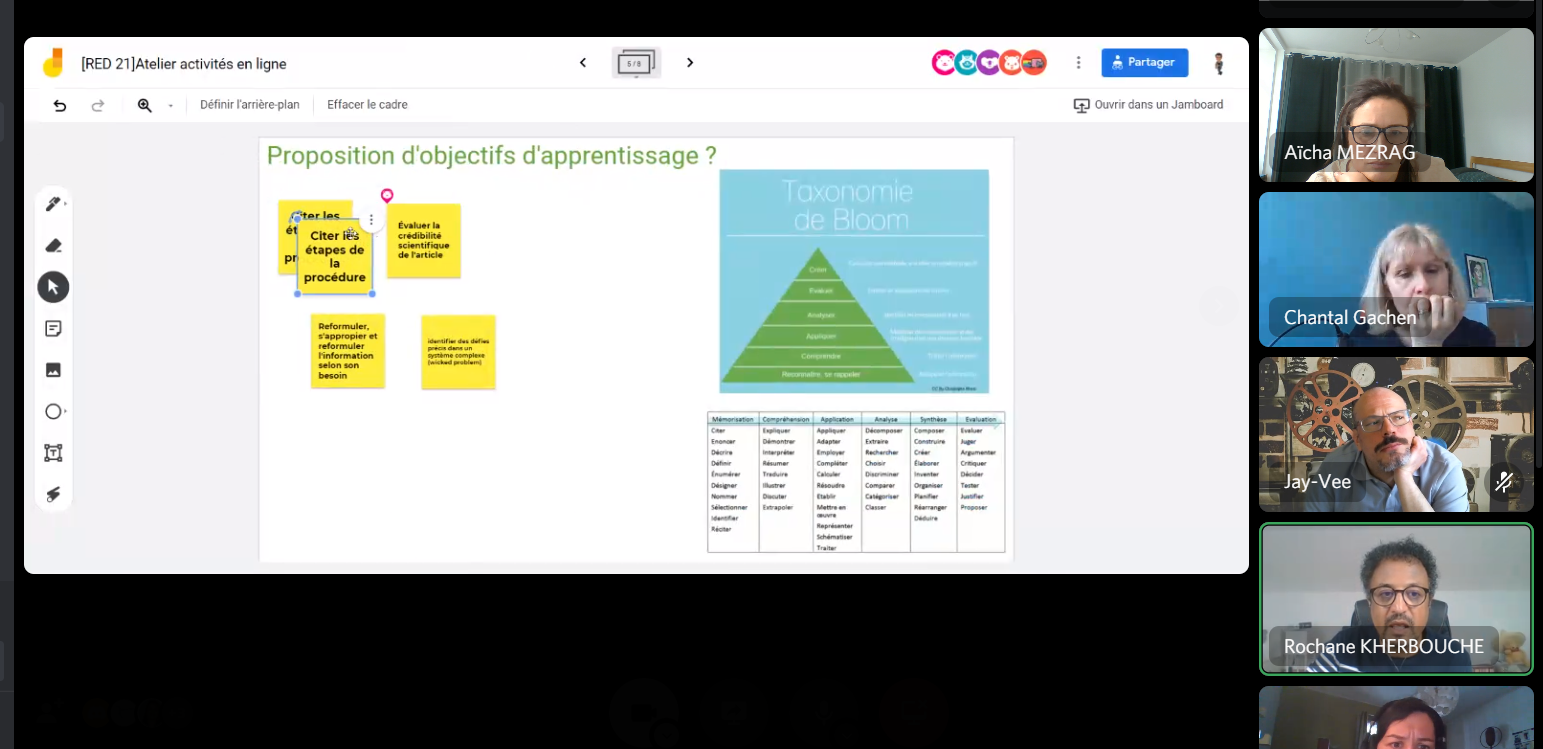 [RED 21]Atelier activités en ligne
5 / 8
Partager
Définir l'arrière-plan
Effacer le cadre
Ouvrir dans un Jamboard
Proposition d'objectifs d'apprentissage ?
Citer les
Citer les
étapes de
la
procédure
Évaluer la
crédibilité
scientifique
de l'article
Reformuler,
s'appropier et
reformuler
l'information
selon son
besoin
identifier des défies
précis dans un
système complexe
(wicked problem)
Taxonomie
de Bloom
Créer
Evaluer
Analyser
Appliquer
Comprendre
Reconnaître, se rappeler
Mémorisation Compréhension Application Analyse Synthèse Evaluation
Citer Expliquer Appliquer Décomposer Composer Evaluer
Enoncer Démontrer Adapter Extraire Construire Juger
Décrire Interpréter Employer Rechercher Créer Argumenter
Définir Résumer Compléter Choisir Élaborer Critiquer
Énumérer Traduire Calculer Discriminer Inventer Décider
Désigner Illustrer Résoudre Comparer Organiser Tester
Nommer Discuter Etablir Catégoriser Planifier Justifier
Sélectionner Extrapoler Mettre en œuvre Classer Réarranger Proposer
Identifier Représenter Déduire
Réciter Schématiser
Traiter
Aïcha MEZRAG
Chantal Gachen
Jay-Vee
Rochane KHERBOUCHE